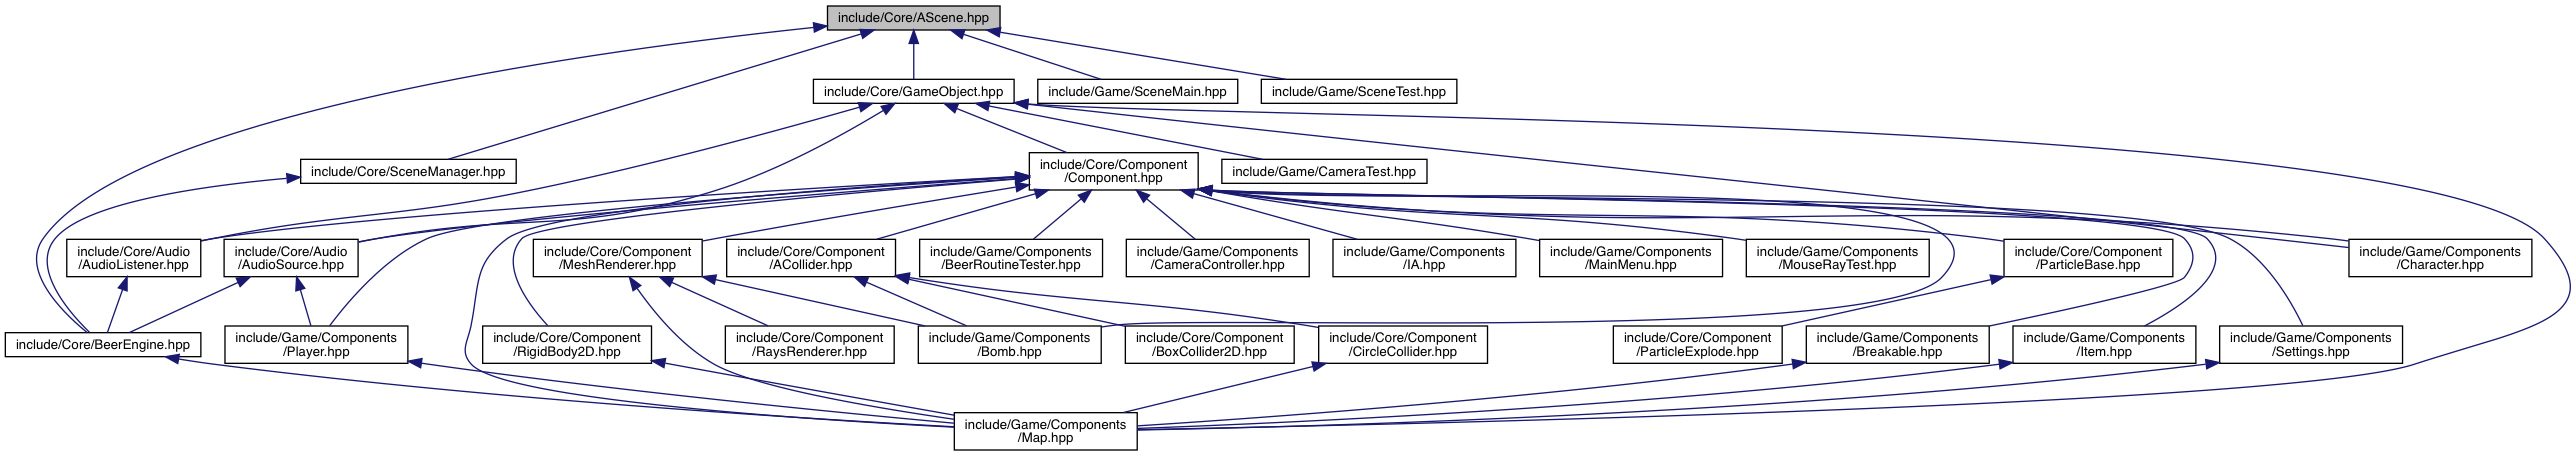 include/Core/AScene.hpp
include/Core/GameObject.hpp
include/Game/SceneMain.hpp
include/Game/SceneTest.hpp
include/Core/SceneManager.hpp
include/Core/Component
/Component.hpp
include/Game/CameraTest.hpp
include/Core/Audio
/AudioListener.hpp
include/Core/Audio
/AudioSource.hpp
include/Core/Component
/MeshRenderer.hpp
include/Core/Component
/ACollider.hpp
include/Game/Components
/BeerRoutineTester.hpp
include/Game/Components
/CameraController.hpp
include/Game/Components
/IA.hpp
include/Game/Components
/MainMenu.hpp
include/Game/Components
/MouseRayTest.hpp
include/Core/Component
/ParticleBase.hpp
include/Game/Components
/Character.hpp
include/Core/BeerEngine.hpp
include/Game/Components
/Player.hpp
include/Core/Component
/RigidBody2D.hpp
include/Core/Component
/RaysRenderer.hpp
include/Game/Components
/Bomb.hpp
include/Core/Component
/BoxCollider2D.hpp
include/Core/Component
/CircleCollider.hpp
include/Core/Component
/ParticleExplode.hpp
include/Game/Components
/Breakable.hpp
include/Game/Components
/Item.hpp
include/Game/Components
/Settings.hpp
include/Game/Components
/Map.hpp